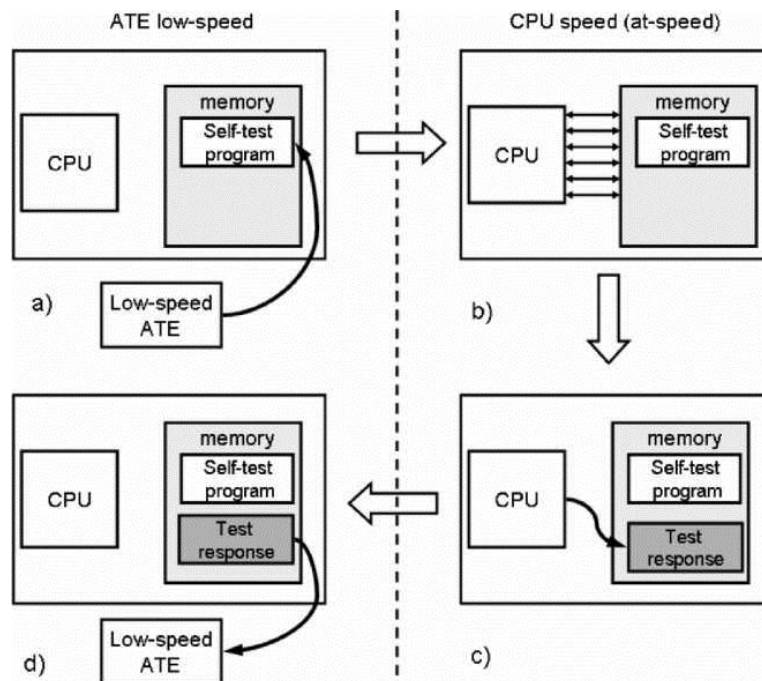 ATE low-speed
CPU speed (at-speed)
CPU
memory
Self-test
program
Low-speed
ATE
a)
CPU
memory
Self-test
program
b)
CPU
memory
Self-test
program
Test
response
Low-speed
ATE
d)
CPU
memory
Self-test
program
Test
response
c)